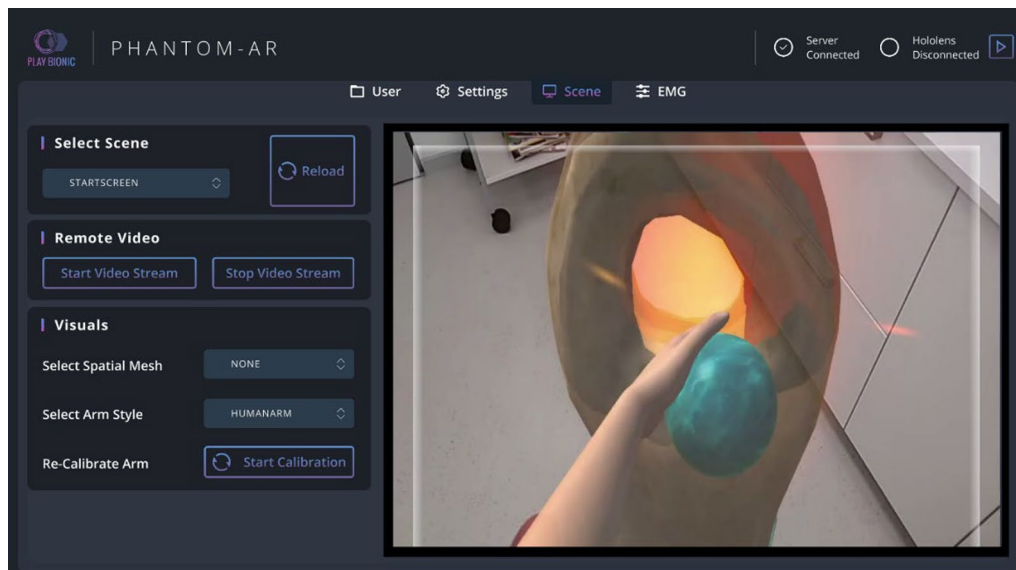 PLAY BIONIC
PHANTOM-AR
Server
Connected
Hololens
Disconnected
User
Settings
Scene
EMG
Select Scene
STARTSCREEN
Reload
Remote Video
Start Video Stream
Stop Video Stream
Visuals
Select Spatial Mesh
NONE
Select Arm Style
HUMANARM
Re-Calibrate Arm
Start Calibration